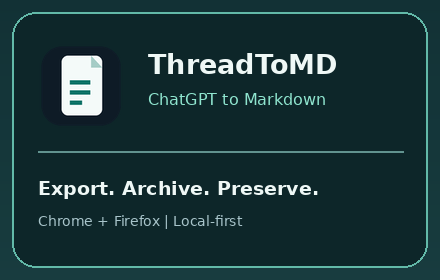 ThreadToMD
ChatGPT to Markdown
Export. Archive. Preserve.
Chrome + Firefox | Local-first